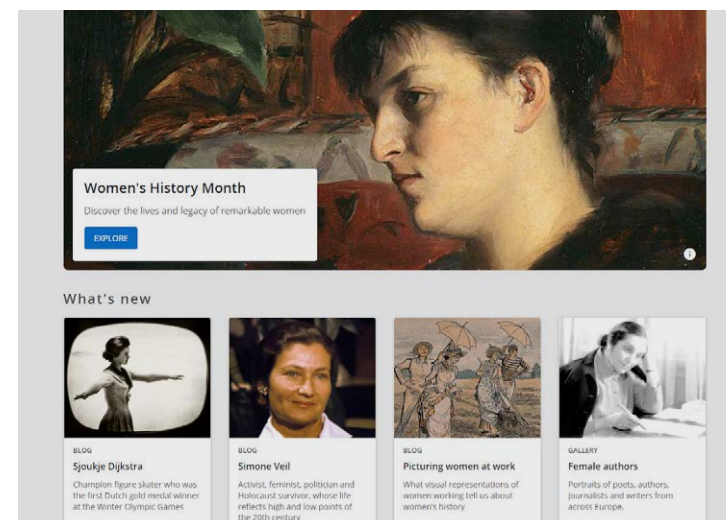 Women's History Month
Discover the lives and legacy of remarkable women
EXPLORE
What's new
BLOG
Sjoukje Dijkstra
Champion figure skater who was
the first Dutch gold medal winner
at the Winter Olympic Games
BLOG
Simone Veil
Activist, feminist, politician and
Holocaust survivor, whose life
reflects high and low points of
the 20th century
BLOG
Picturing women at work
What visual representations of
women working tell us about
women's history
GALLERY
Female authors
Portraits of poets, authors,
journalists and writers from
across Europe.